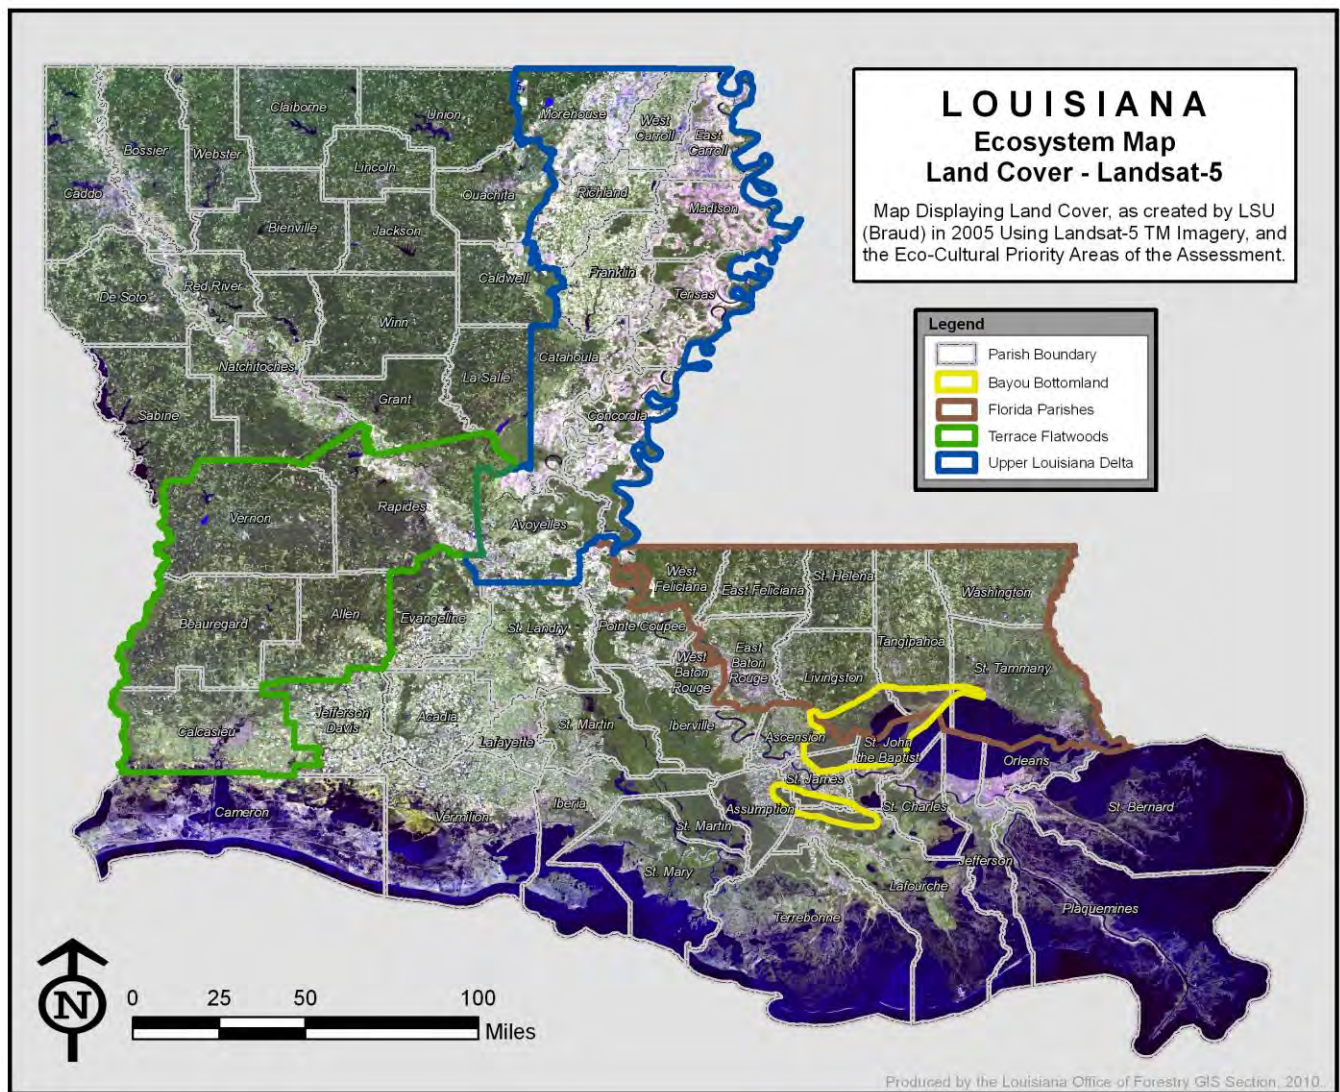 LOUISIANA
Ecosystem Map
Land Cover - Landsat-5
Map Displaying Land Cover, as created by LSU
(Braud) in 2005 Using Landsat-5 TM Imagery, and
the Eco-Cultural Priority Areas of the Assessment.
Legend
Parish Boundary
Bayou Bottomland
Florida Parishes
Terrace Flatwoods
Upper Louisiana Delta
Claiborne
Union
Morehouse
West
Carroll
East
Carroll
Bossier
Webster
Lincoln
Caddo
Ouachita
Richland
Madison
Bienville
Jackson
Caldwell
Franklin
De Soto
Red River
Tensas
Winn
Natchitoches
Catahoula
La Salle
Grant
Sabine
Concordia
Vernon
Rapides
Avoyelles
West
Feliciana
East Feliciana
St. Helena
Washington
Beauregard
Allen
Evangeline
St. Landry
Pointe Coupee
Tangipahoa
West
Baton
Rouge
East
Baton
Rouge
Livingston
St. Tammany
Calcasieu
Jefferson
Davis
Acadia
Lafayette
St. Martin
Iberville
Ascension
St. John
the Baptist
Orleans
St. James
Cameron
Vermilion
Iberia
Assumption
St. Charles
St. Bernard
St. Martin
St. Mary
Jefferson
Lafourche
Terrebonne
Plaquemines
N
0 25 50 100
Miles
Produced by the Louisiana Office of Forestry GIS Section, 2010